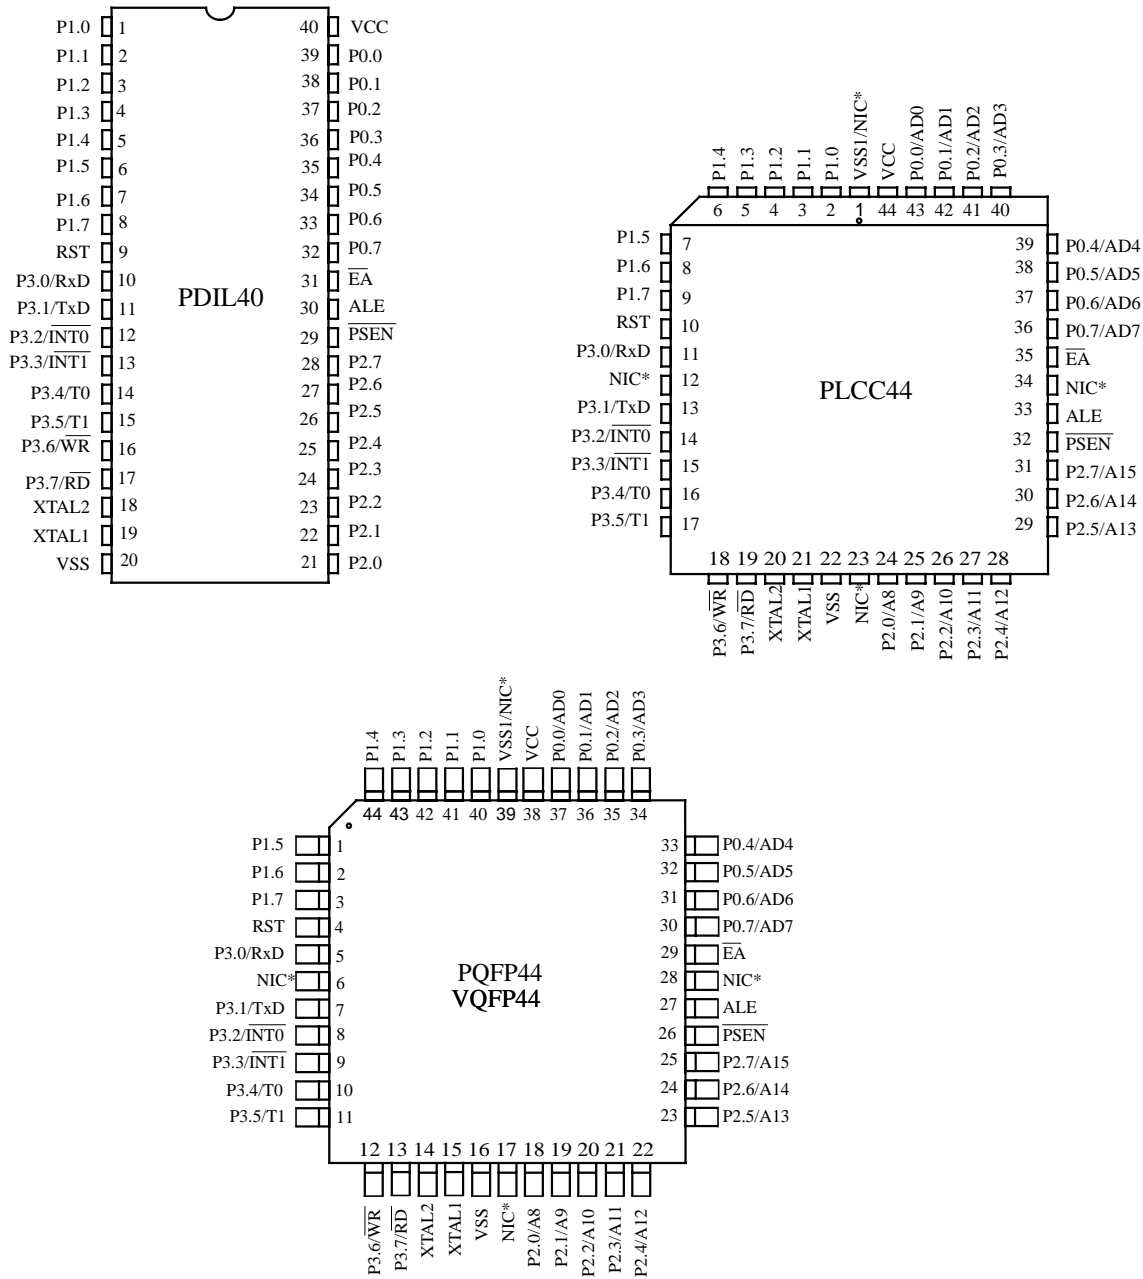 P1.0 1 40 VCC
P1.1 2 39 P0.0
P1.2 3 38 P0.1
P1.3 4 37 P0.2
P1.4 5 36 P0.3
P1.5 6 35 P0.4
P1.6 7 34 P0.5
P1.7 8 33 P0.6
RST 9 32 P0.7
P3.0/RxD 10 31 E̅A̅
P3.1/TxD 11 30 ALE
PDIL40
P3.2/I̅N̅T̅0̅ 12 29 P̅S̅E̅N̅
P3.3/I̅N̅T̅1̅ 13 28 P2.7
P3.4/T0 14 27 P2.6
P3.5/T1 15 26 P2.5
P3.6/W̅R̅ 16 25 P2.4
P3.7/R̅D̅ 17 24 P2.3
XTAL2 18 23 P2.2
XTAL1 19 22 P2.1
VSS 20 21 P2.0
P1.4 P1.3 P1.2 P1.1 P1.0 VSS1/NIC* VCC P0.0/AD0 P0.1/AD1 P0.2/AD2 P0.3/AD3
6 5 4 3 2 1 44 43 42 41 40
P1.5 7 39 P0.4/AD4
P1.6 8 38 P0.5/AD5
P1.7 9 37 P0.6/AD6
RST 10 36 P0.7/AD7
P3.0/RxD 11 35 E̅A̅
NIC* 12 34 NIC*
PLCC44
P3.1/TxD 13 33 ALE
P3.2/I̅N̅T̅0̅ 14 32 P̅S̅E̅N̅
P3.3/I̅N̅T̅1̅ 15 31 P2.7/A15
P3.4/T0 16 30 P2.6/A14
P3.5/T1 17 29 P2.5/A13
18 19 20 21 22 23 24 25 26 27 28
P3.6/W̅R̅ P3.7/R̅D̅ XTAL2 XTAL1 VSS NIC* P2.0/A8 P2.1/A9 P2.2/A10 P2.3/A11 P2.4/A12
P1.4 P1.3 P1.2 P1.1 P1.0 VSS1/NIC* VCC P0.0/AD0 P0.1/AD1 P0.2/AD2 P0.3/AD3
44 43 42 41 40 39 38 37 36 35 34
P1.5 1 33 P0.4/AD4
P1.6 2 32 P0.5/AD5
P1.7 3 31 P0.6/AD6
RST 4 30 P0.7/AD7
P3.0/RxD 5 29 E̅A̅
NIC* 6 28 NIC*
PQFP44
VQFP44
P3.1/TxD 7 27 ALE
P3.2/I̅N̅T̅0̅ 8 26 P̅S̅E̅N̅
P3.3/I̅N̅T̅1̅ 9 25 P2.7/A15
P3.4/T0 10 24 P2.6/A14
P3.5/T1 11 23 P2.5/A13
12 13 14 15 16 17 18 19 20 21 22
P3.6/W̅R̅ P3.7/R̅D̅ XTAL2 XTAL1 VSS NIC* P2.0/A8 P2.1/A9 P2.2/A10 P2.3/A11 P2.4/A12